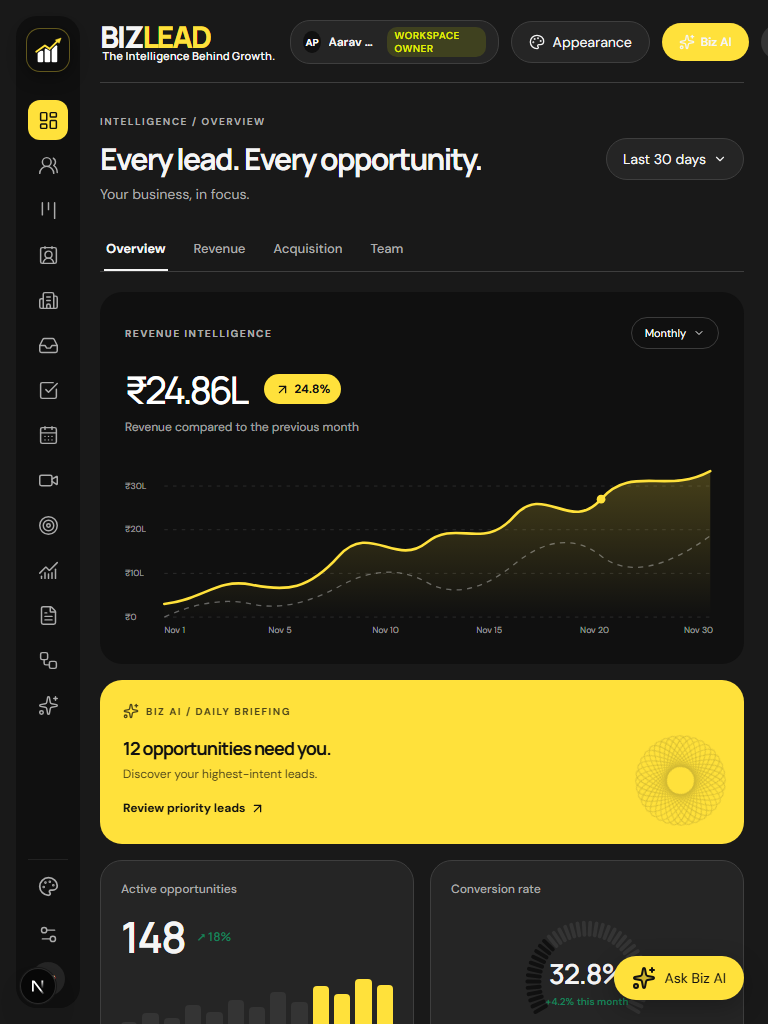 BIZLEAD
The Intelligence Behind Growth.
AP
Aarav ...
WORKSPACE
OWNER
Appearance
Biz AI
INTELLIGENCE / OVERVIEW
Every lead. Every opportunity.
Last 30 days
Your business, in focus.
Overview
Revenue
Acquisition
Team
REVENUE INTELLIGENCE
Monthly
₹24.86L
24.8%
Revenue compared to the previous month
₹30L
₹20L
₹10L
₹0
Nov 1
Nov 5
Nov 10
Nov 15
Nov 20
Nov 30
BIZ AI / DAILY BRIEFING
12 opportunities need you.
Discover your highest-intent leads.
Review priority leads
Active opportunities
148
↗ 18%
Conversion rate
32.8%
+4.2% this month
Ask Biz AI
N